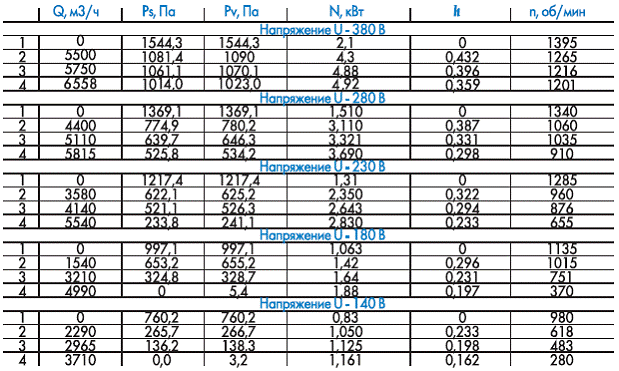 Q, м3/ч Ps, Па Pv, Па N, кВт h n, об/мин
Напряжение U - 380 В
1 0 1544,3 1544,3 2,1 0 1395
2 5500 1081,4 1090 4,3 0,432 1265
3 5750 1061,1 1070,1 4,88 0,396 1216
4 6558 1014,0 1023,0 4,92 0,359 1201
Напряжение U - 280 В
1 0 1369,1 1369,1 1,510 0 1340
2 4400 774,9 780,2 3,110 0,387 1060
3 5110 639,7 646,3 3,321 0,331 1035
4 5815 525,8 534,2 3,690 0,298 910
Напряжение U - 230 В
1 0 1217,4 1217,4 1,31 0 1285
2 3580 622,1 625,2 2,350 0,322 960
3 4140 521,1 526,3 2,643 0,294 876
4 5540 233,8 241,1 2,830 0,233 655
Напряжение U - 180 В
1 0 997,1 997,1 1,063 0 1135
2 1540 653,2 655,2 1,42 0,296 1015
3 3210 324,8 328,7 1,64 0,231 751
4 4990 0 5,4 1,88 0,197 370
Напряжение U - 140 В
1 0 760,2 760,2 0,83 0 980
2 2290 265,7 266,7 1,050 0,233 618
3 2965 136,2 138,3 1,125 0,198 483
4 3710 0,0 3,2 1,161 0,162 280